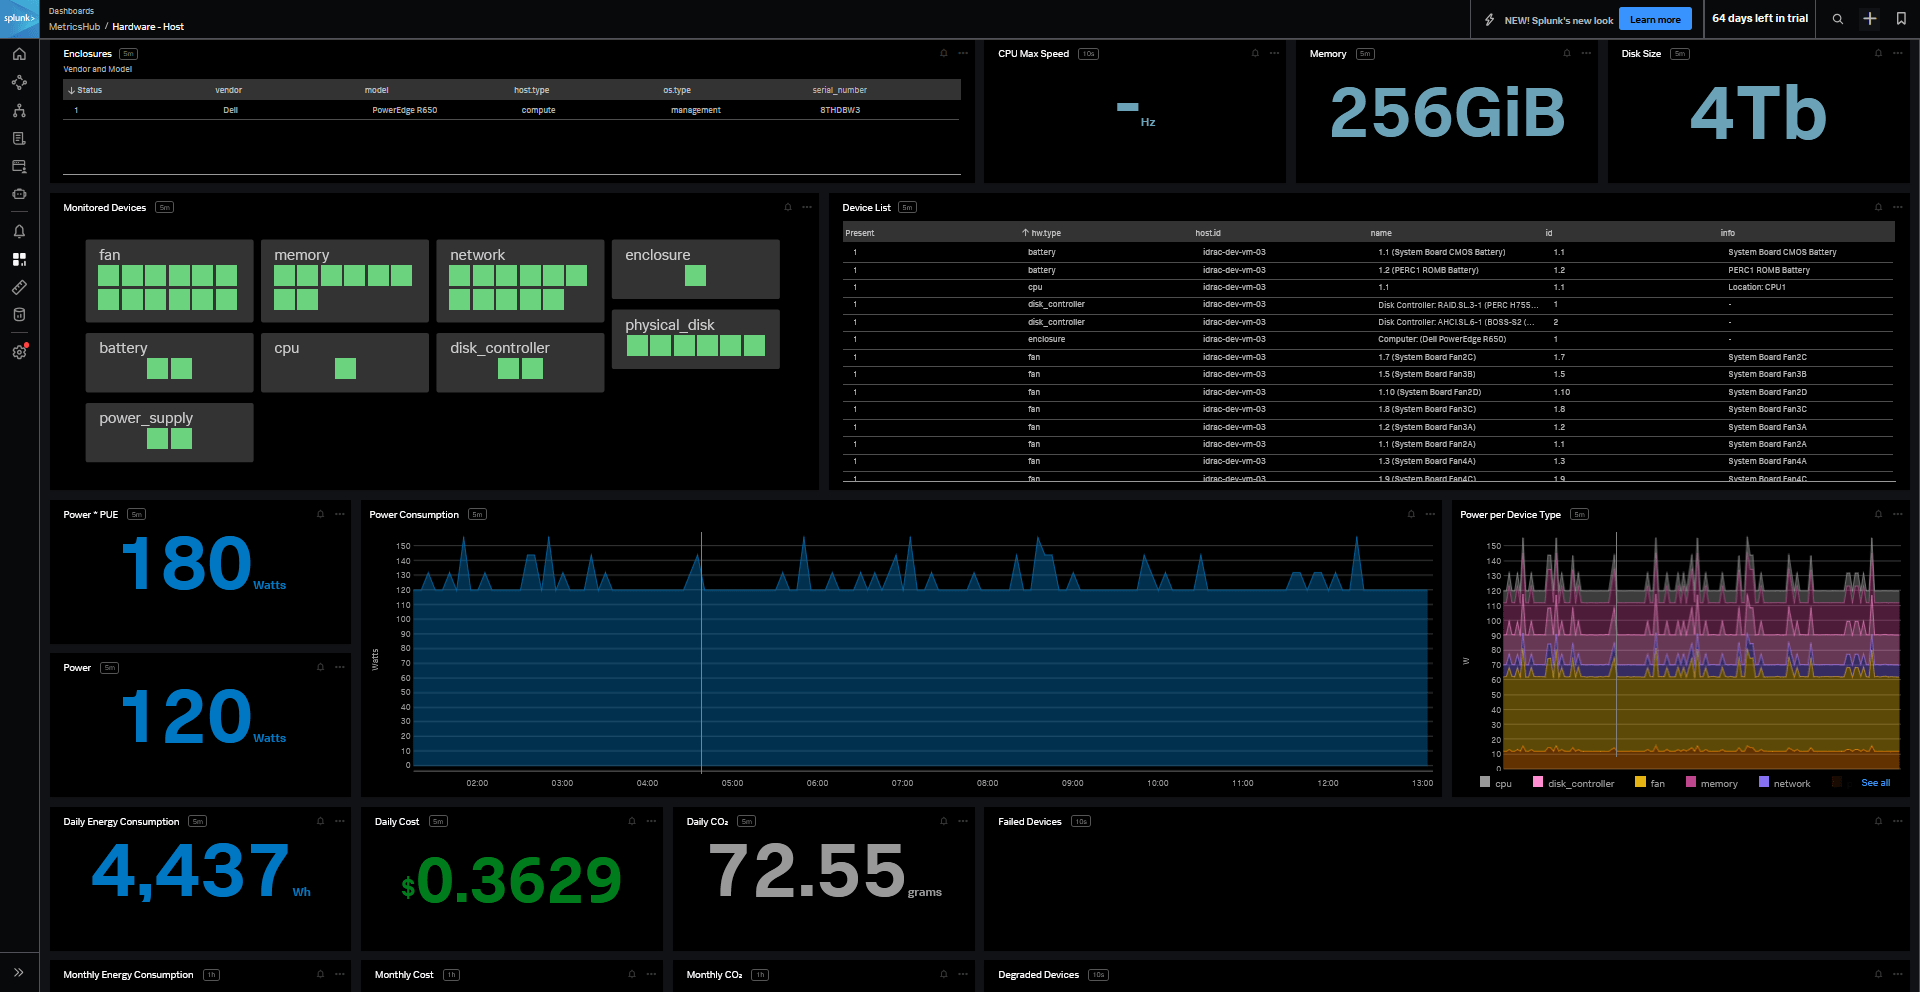 splunk>
Dashboards
MetricsHub / Hardware - Host
NEW! Splunk's new look
Learn more
64 days left in trial
Enclosures 5m
Vendor and Model
Status vendor model host.type os.type serial_number
1 Dell PowerEdge R650 compute management 8THDBW3
CPU Max Speed 10s
- Hz
Memory 5m
256GiB
Disk Size 5m
4Tb
Monitored Devices 5m
fan
memory
network
enclosure
physical_disk
battery
cpu
disk_controller
power_supply
Device List 5m
Present hw.type host.id name id info
1 battery idrac-dev-vm-03 1.1 (System Board CMOS Battery) 1.1 System Board CMOS Battery
1 battery idrac-dev-vm-03 1.2 (PERC1 ROMB Battery) 1.2 PERC1 ROMB Battery
1 cpu idrac-dev-vm-03 1.1 1.1 Location: CPU1
1 disk_controller idrac-dev-vm-03 Disk Controller: RAID.SL.3-1 (PERC H755... 1 -
1 disk_controller idrac-dev-vm-03 Disk Controller: AHCI.SL.6-1 (BOSS-S2 (... 2 -
1 enclosure idrac-dev-vm-03 Computer: (Dell PowerEdge R650) 1 -
1 fan idrac-dev-vm-03 1.7 (System Board Fan2C) 1.7 System Board Fan2C
1 fan idrac-dev-vm-03 1.5 (System Board Fan3B) 1.5 System Board Fan3B
1 fan idrac-dev-vm-03 1.10 (System Board Fan2D) 1.10 System Board Fan2D
1 fan idrac-dev-vm-03 1.8 (System Board Fan3C) 1.8 System Board Fan3C
1 fan idrac-dev-vm-03 1.2 (System Board Fan3A) 1.2 System Board Fan3A
1 fan idrac-dev-vm-03 1.1 (System Board Fan2A) 1.1 System Board Fan2A
1 fan idrac-dev-vm-03 1.3 (System Board Fan4A) 1.3 System Board Fan4A
1 fan idrac-dev-vm-03 1.9 (System Board Fan4C) 1.9 System Board Fan4C
Power * PUE 5m
180 Watts
Power 5m
120 Watts
Power Consumption 5m
Watts
150
140
130
120
110
100
90
80
70
60
50
40
30
20
10
0
02:00 03:00 04:00 05:00 06:00 07:00 08:00 09:00 10:00 11:00 12:00 13:00
Power per Device Type 5m
W
150
140
130
120
110
100
90
80
70
60
50
40
30
20
10
0
cpu disk_controller fan memory network See all
Daily Energy Consumption 5m
4,437 Wh
Daily Cost 5m
$0.3629
Daily CO₂ 5m
72.55 grams
Failed Devices 10s
Monthly Energy Consumption 1h
Monthly Cost 1h
Monthly CO₂ 1h
Degraded Devices 10s